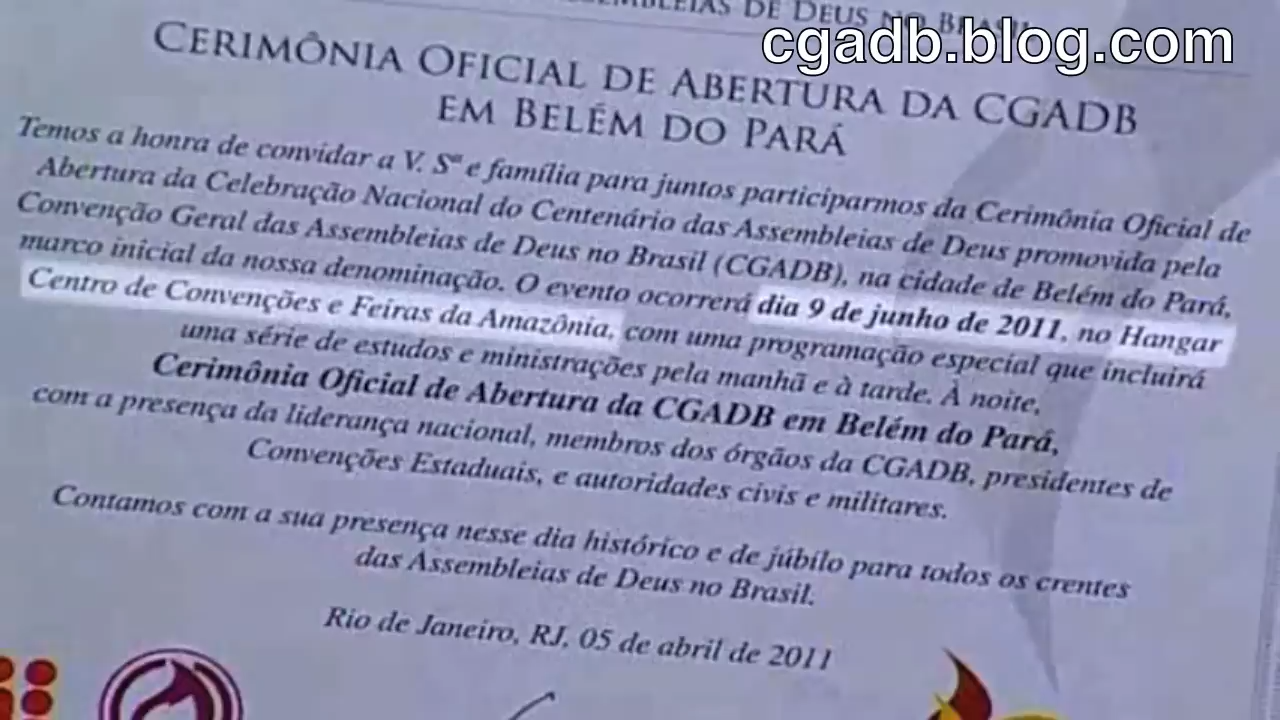 ASSEMBLEIAS DE DEUS NO BRASIL
cgadb.blog.com
CERIMÔNIA OFICIAL DE ABERTURA DA CGADB
EM BELÉM DO PARÁ
Temos a honra de convidar a V. Sª e família para juntos participarmos da Cerimônia Oficial de
Abertura da Celebração Nacional do Centenário das Assembleias de Deus promovida pela
Convenção Geral das Assembleias de Deus no Brasil (CGADB), na cidade de Belém do Pará,
marco inicial da nossa denominação. O evento ocorrerá dia 9 de junho de 2011, no Hangar
Centro de Convenções e Feiras da Amazônia, com uma programação especial que incluirá
uma série de estudos e ministrações pela manhã e à tarde. À noite,
Cerimônia Oficial de Abertura da CGADB em Belém do Pará,
com a presença da liderança nacional, membros dos órgãos da CGADB, presidentes de
Convenções Estaduais, e autoridades civis e militares.
Contamos com a sua presença nesse dia histórico e de júbilo para todos os crentes
das Assembleias de Deus no Brasil.
Rio de Janeiro, RJ, 05 de abril de 2011